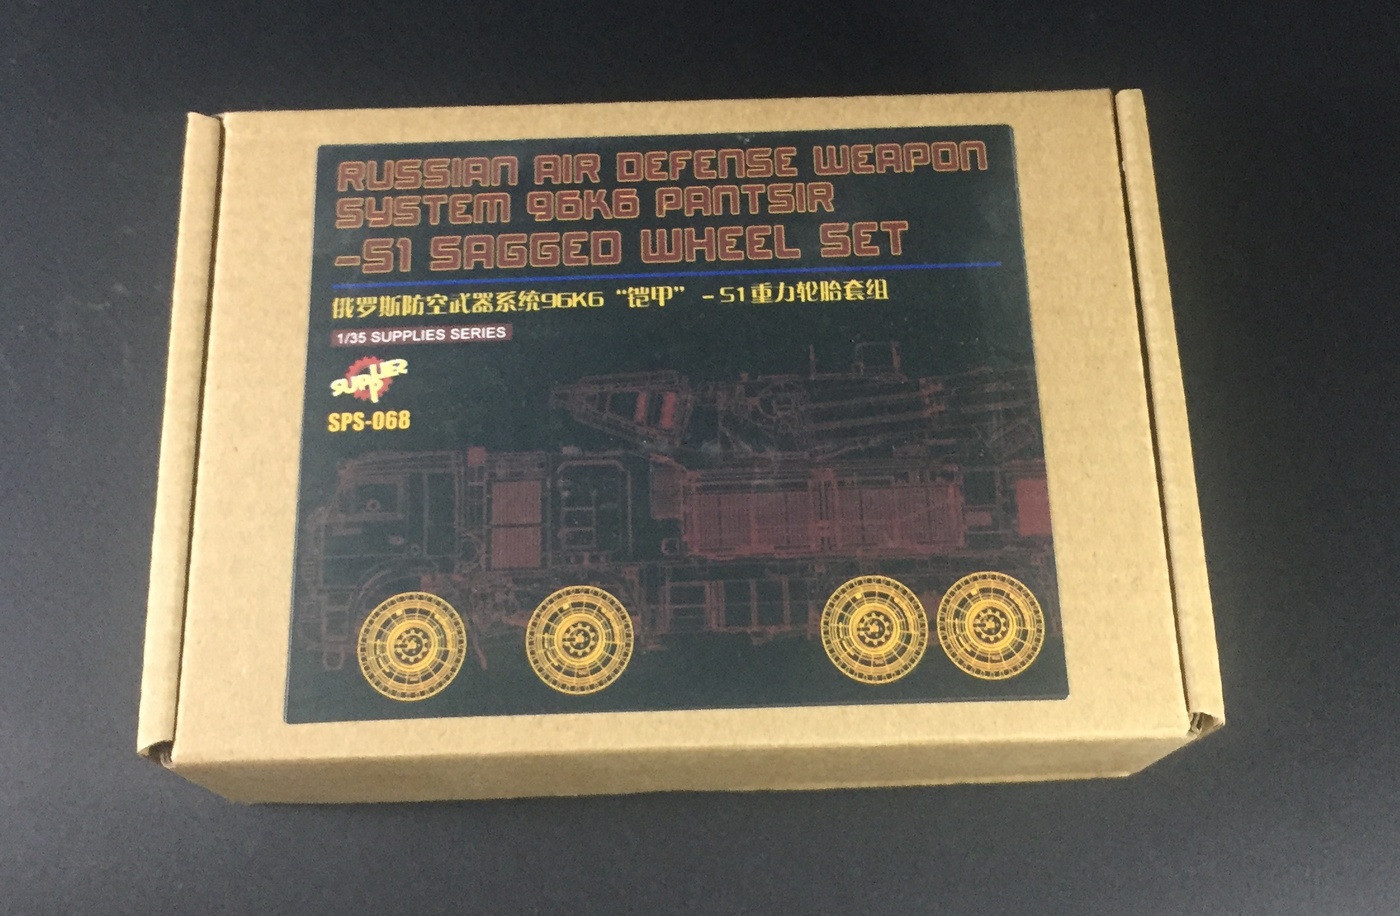 RUSSIAN AIR DEFENSE WEAPON
SYSTEM 96K6 PANTSIR
-S1 SAGGED WHEEL SET
俄罗斯防空武器系统96K6“铠甲”-S1重力轮胎套组
1/35 SUPPLIES SERIES
SUPPLIES
SPS-068